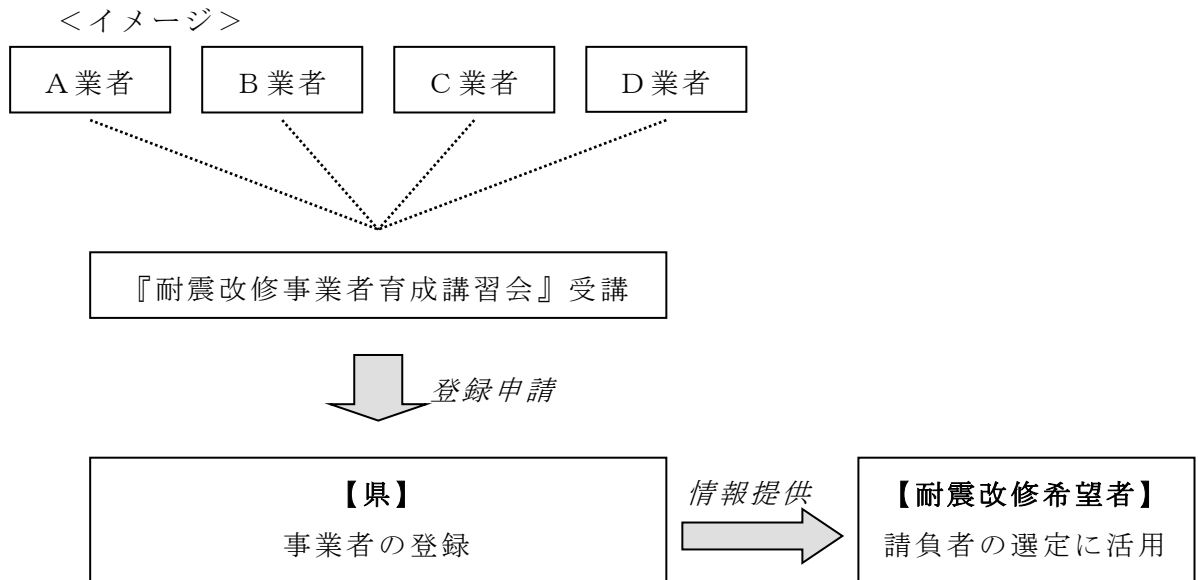 ＜イメージ＞
A業者
B業者
C業者
D業者
『耐震改修事業者育成講習会』受講
登録申請
【県】
事業者の登録
情報提供
【耐震改修希望者】
請負者の選定に活用